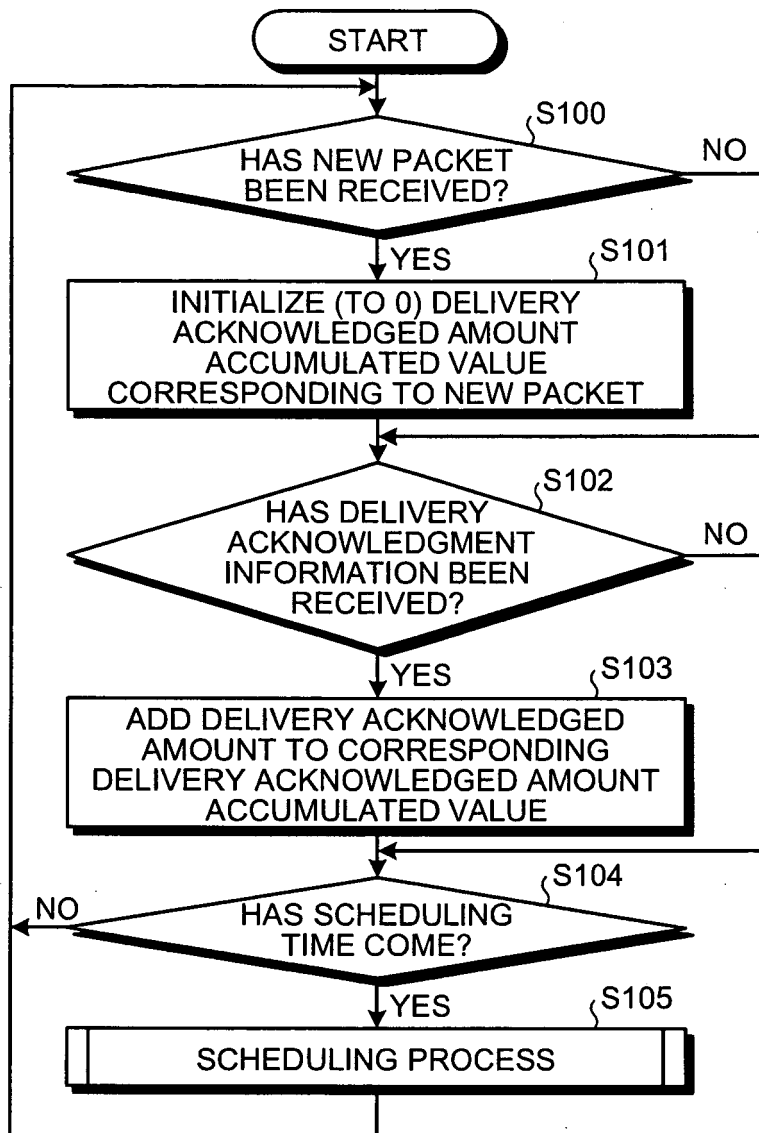 START
S100
HAS NEW PACKET
BEEN RECEIVED?
NO
YES
S101
INITIALIZE (TO 0) DELIVERY
ACKNOWLEDGED AMOUNT
ACCUMULATED VALUE
CORRESPONDING TO NEW PACKET
S102
HAS DELIVERY
ACKNOWLEDGMENT
INFORMATION BEEN
RECEIVED?
NO
YES
S103
ADD DELIVERY ACKNOWLEDGED
AMOUNT TO CORRESPONDING
DELIVERY ACKNOWLEDGED AMOUNT
ACCUMULATED VALUE
S104
NO
HAS SCHEDULING
TIME COME?
YES
S105
SCHEDULING PROCESS